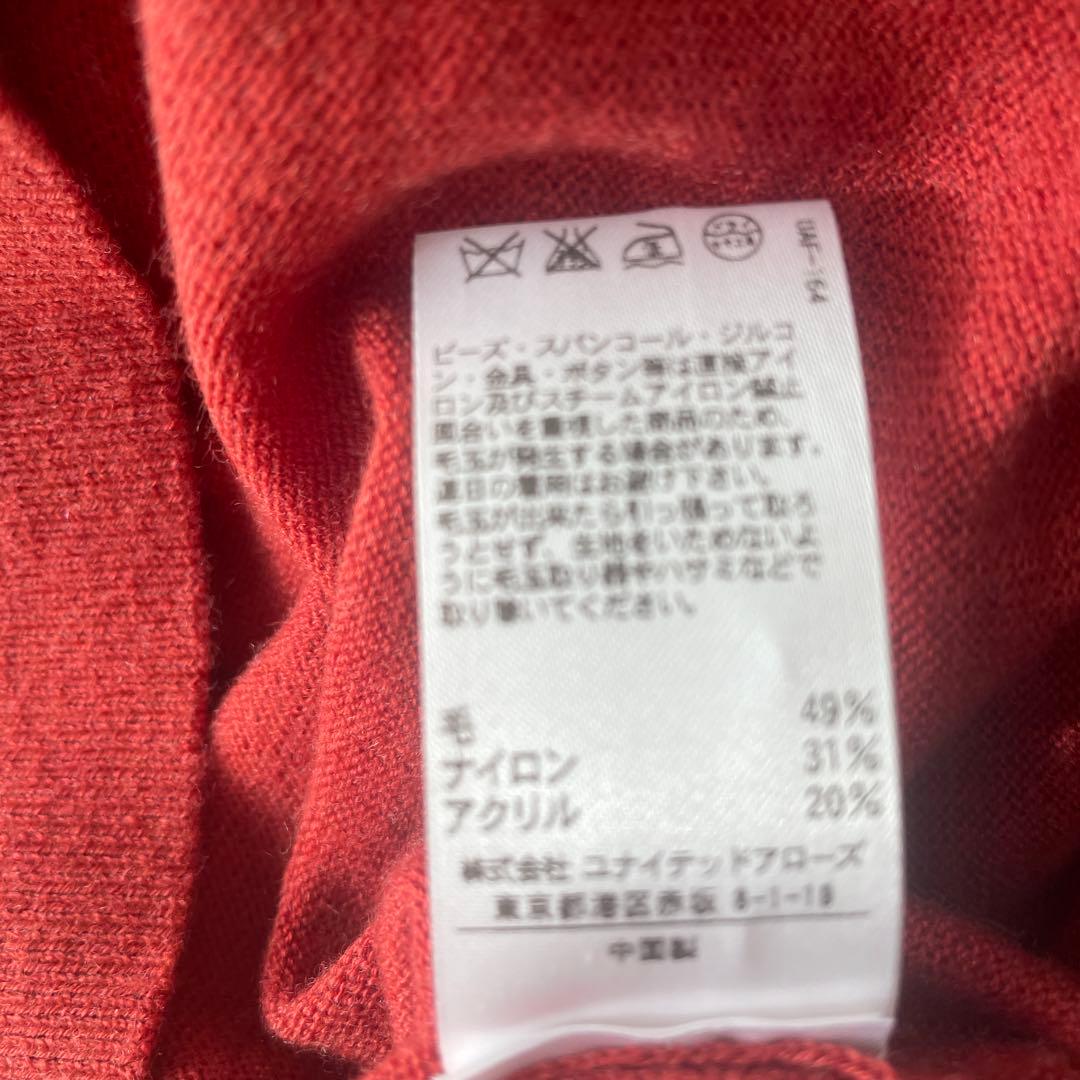 ビーズ・スパンコール・ジルコ
ン・金具・ボタン等は直接アイ
ロン及びスチームアイロン禁止
風合いを重視した商品のため、
毛玉が発生する場合があります。
連日の着用はお避け下さい。
毛玉が出来たら引っ張って取ろ
うとせず、生地をいためないよ
うに毛玉取り器やハサミなどで
取り除いてください。
毛 49%
ナイロン 31%
アクリル 20%
株式会社 ユナイテッドアローズ
東京都港区赤坂 8-1-19
中国製